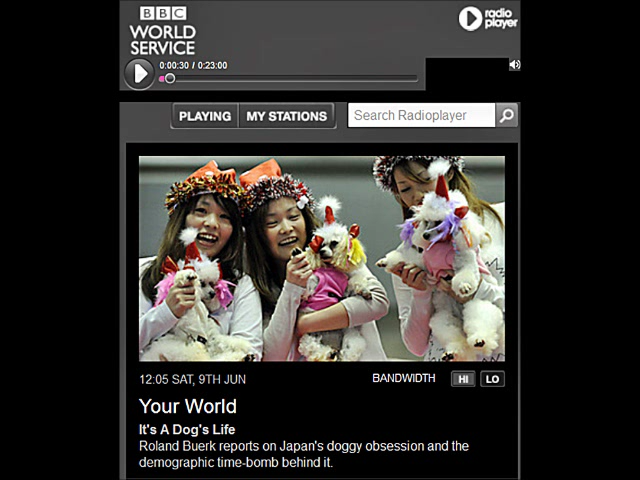 BBC
WORLD
SERVICE
radio
player
0:00:30 / 0:23:00
PLAYING
MY STATIONS
Search Radioplayer
12:05 SAT, 9TH JUN
BANDWIDTH
HI
LO
Your World
It's A Dog's Life
Roland Buerk reports on Japan's doggy obsession and the
demographic time-bomb behind it.